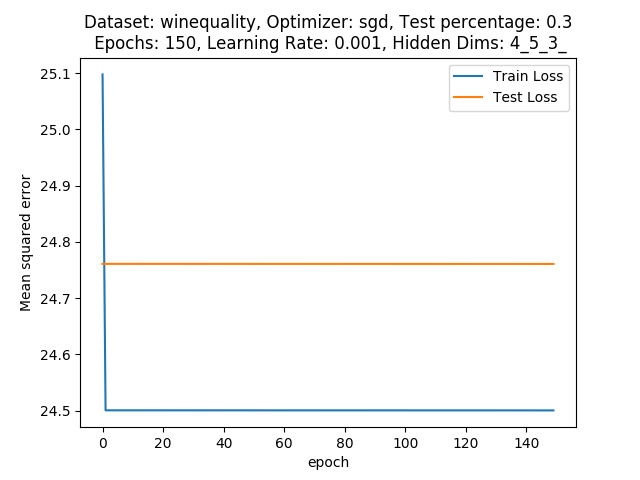 Dataset: winequality, Optimizer: sgd, Test percentage: 0.3
Epochs: 150, Learning Rate: 0.001, Hidden Dims: 4_5_3_
Train Loss
Test Loss
25.1
25.0
24.9
24.8
24.7
24.6
24.5
Mean squared error
0 20 40 60 80 100 120 140
epoch